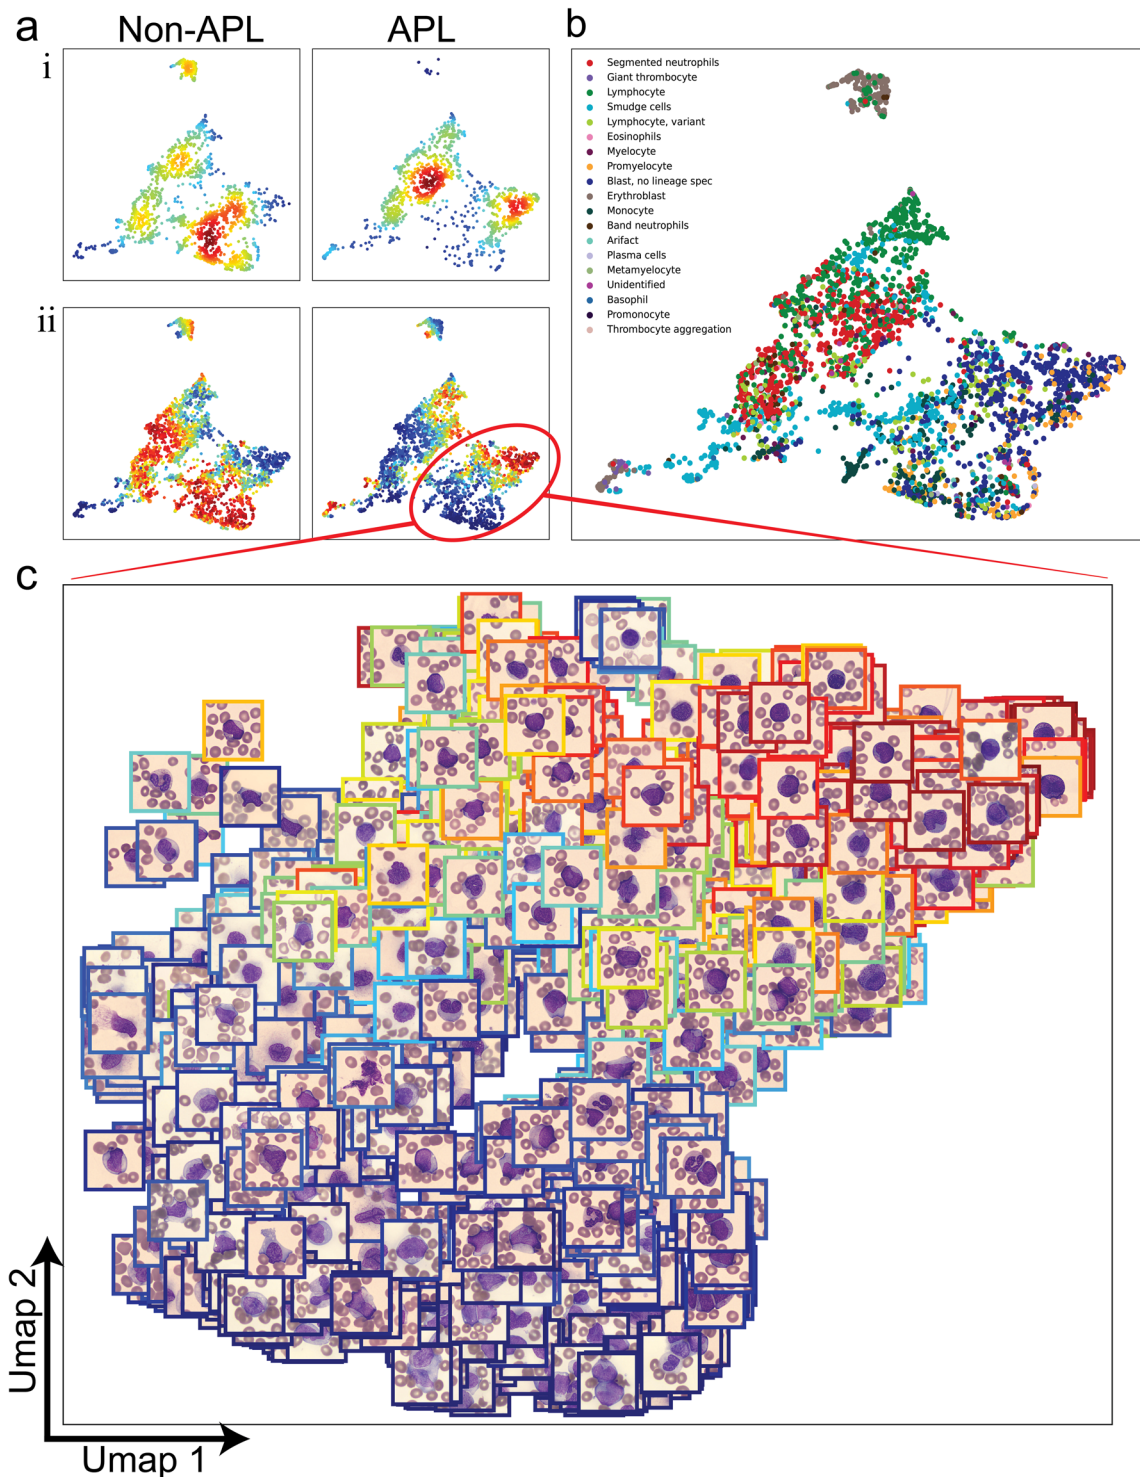 a
Non-APL
APL
b
i
ii
Segmented neutrophils
Giant thrombocyte
Lymphocyte
Smudge cells
Lymphocyte, variant
Eosinophils
Myelocyte
Promyelocyte
Blast, no lineage spec
Erythroblast
Monocyte
Band neutrophils
Arifact
Plasma cells
Metamyelocyte
Unidentified
Basophil
Promonocyte
Thrombocyte aggregation
c
Umap 2
Umap 1